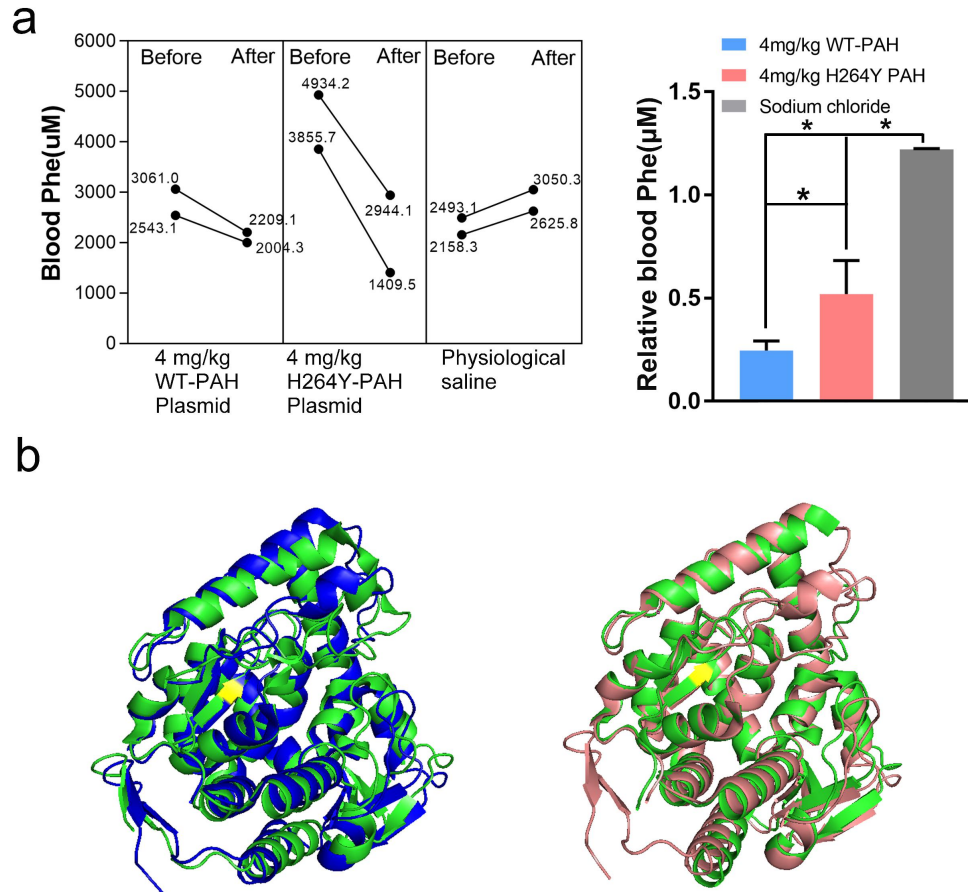 a
6000
5000
4000
3000
2000
1000
0
Blood Phe(uM)
Before After
3061.0
2543.1
2209.1
2004.3
4 mg/kg
WT-PAH
Plasmid
Before After
4934.2
3855.7
2944.1
1409.5
4 mg/kg
H264Y-PAH
Plasmid
Before After
2493.1
2158.3
3050.3
2625.8
Physiological
saline
4mg/kg WT-PAH
4mg/kg H264Y PAH
Sodium chloride
Relative blood Phe(μM)
1.5
1.0
0.5
0.0
* *
*
b